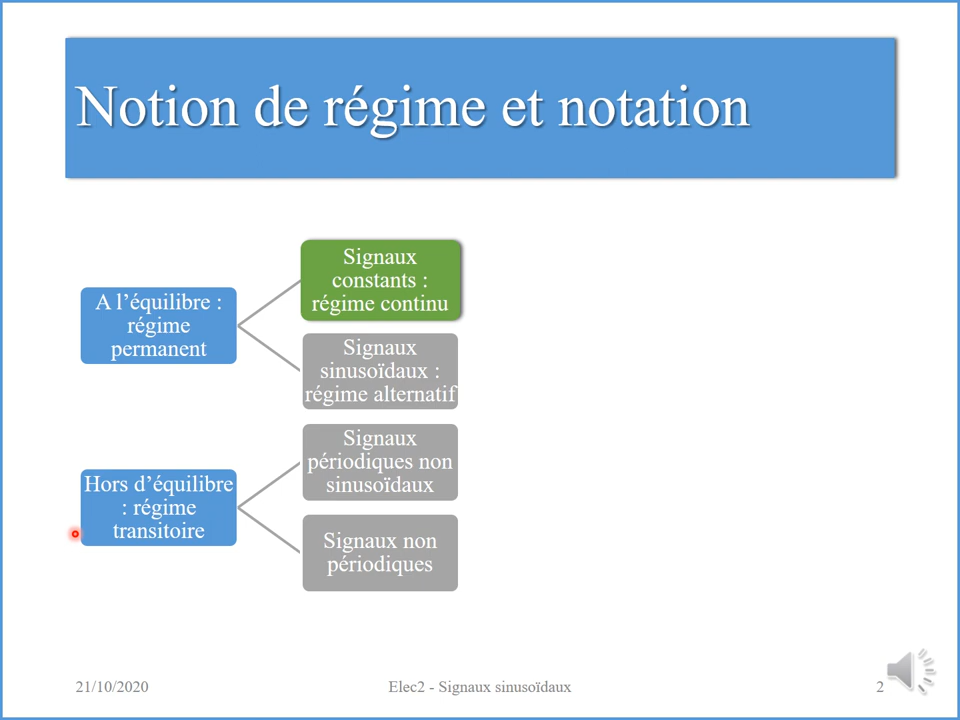 Notion de régime et notation
A l’équilibre :
régime
permanent
Signaux
constants :
régime continu
Signaux
sinusoïdaux :
régime alternatif
Hors d’équilibre
: régime
transitoire
Signaux
périodiques non
sinusoïdaux
Signaux non
périodiques
21/10/2020
Elec2 - Signaux sinusoïdaux
2